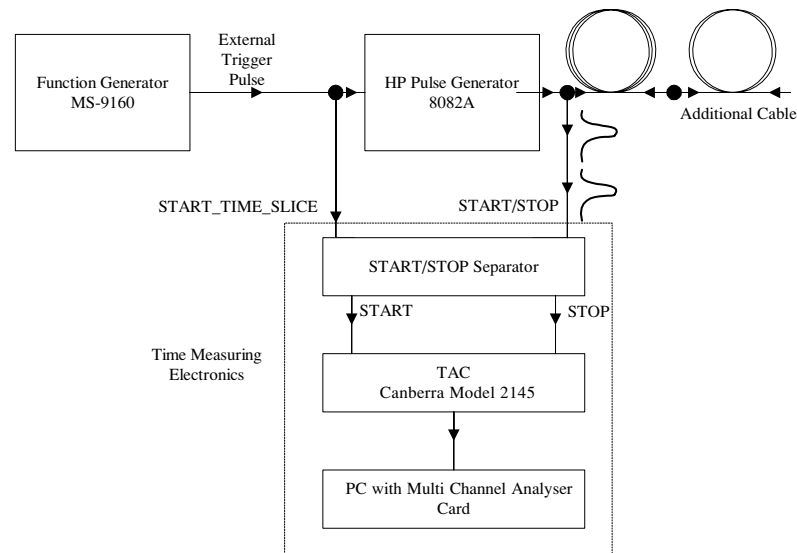 External
Trigger
Pulse
Function Generator
MS-9160
HP Pulse Generator
8082A
Additional Cable
START_TIME_SLICE
START/STOP
START/STOP Separator
START
STOP
Time Measuring
Electronics
TAC
Canberra Model 2145
PC with Multi Channel Analyser
Card